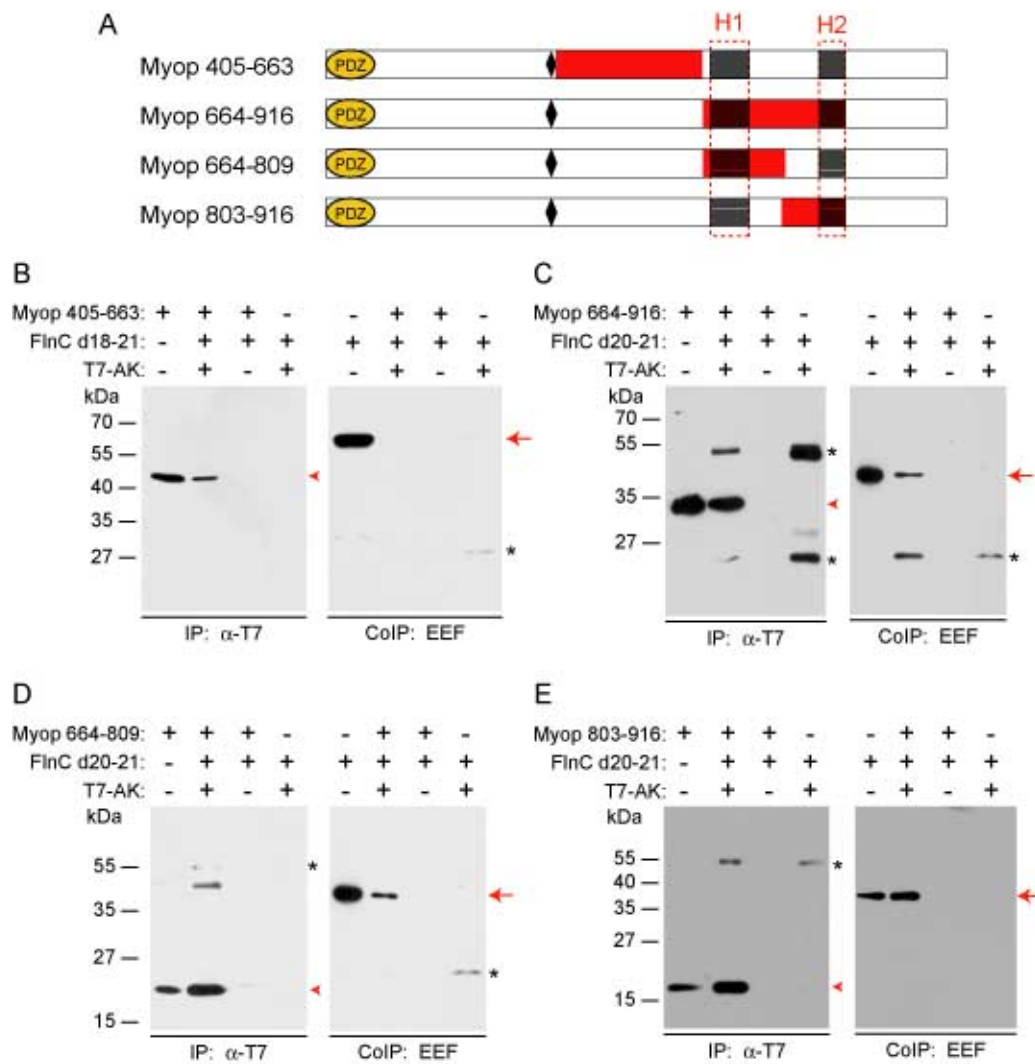 A
H1 H2
Myop 405-663 PDZ
Myop 664-916 PDZ
Myop 664-809 PDZ
Myop 803-916 PDZ
B
Myop 405-663: + + + - - + + -
FlnC d18-21: - + + + + + + +
T7-AK: - + - + - + - +
kDa
70
55
40
35
27
*
IP: α-T7 CoIP: EEF
C
Myop 664-916: + + + - - + + -
FlnC d20-21: - + + + + + + +
T7-AK: - + - + - + - +
kDa
70
55
35
27
*
*
*
IP: α-T7 CoIP: EEF
D
Myop 664-809: + + + - - + + -
FlnC d20-21: - + + + + + + +
T7-AK: - + - + - + - +
kDa
55
35
27
15
*
*
IP: α-T7 CoIP: EEF
E
Myop 803-916: + + + - - + + -
FlnC d20-21: - + + + + + + +
T7-AK: - + - + - + - +
kDa
55
40
35
27
15
*
IP: α-T7 CoIP: EEF